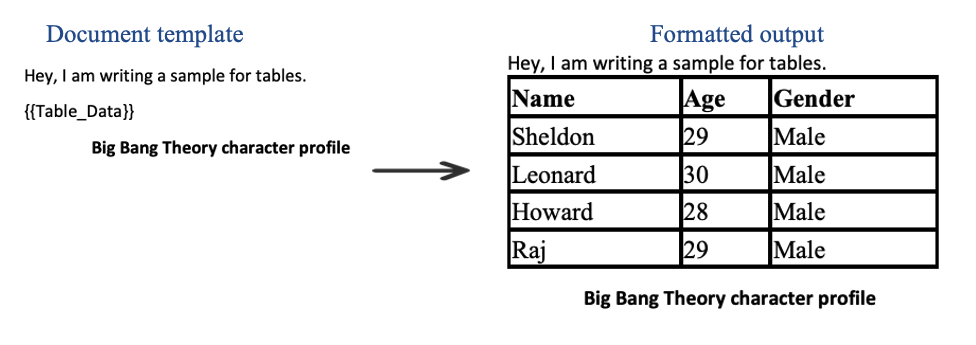 Document template
Hey, I am writing a sample for tables.
{{Table_Data}}
Big Bang Theory character profile
Formatted output
Hey, I am writing a sample for tables.
Name Age Gender
Sheldon 29 Male
Leonard 30 Male
Howard 28 Male
Raj 29 Male
Big Bang Theory character profile